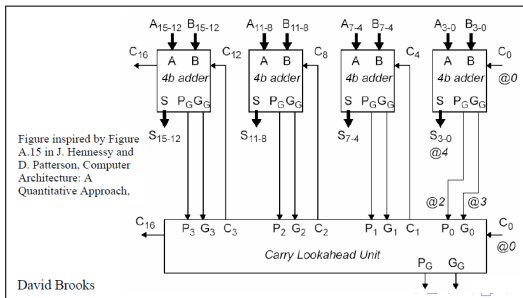 A15-12 B15-12 A11-8 B11-8 A7-4 B7-4 A3-0 B3-0
C16 C12 C8 C4 C0
@0
A B A B A B A B
4b adder 4b adder 4b adder 4b adder
S PG GG S PG GG S PG GG S PG GG
S15-12 S11-8 S7-4 S3-0
@4
Figure inspired by Figure
A.15 in J. Hennessy and
D. Patterson, Computer
Architecture: A
Quantitative Approach,
@2 @3
C16 P3 G3 C3 P2 G2 C2 P1 G1 C1 P0 G0 C0
@0
Carry Lookahead Unit
PG GG
David Brooks